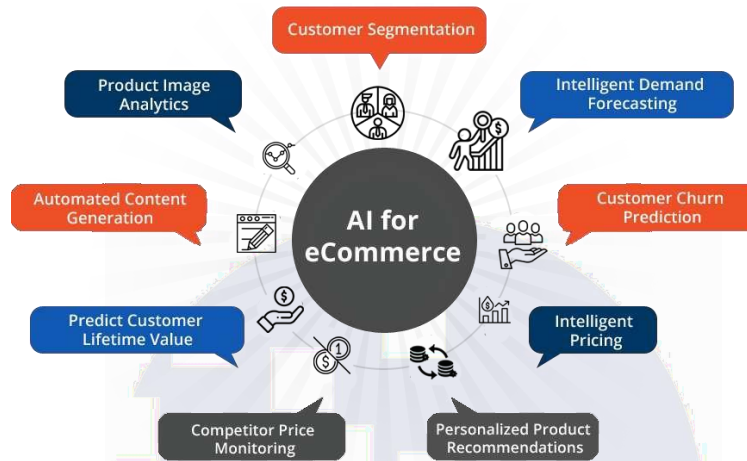 Customer Segmentation
Product Image
Analytics
Intelligent Demand
Forecasting
Automated Content
Generation
Customer Churn
Prediction
AI for
eCommerce
Predict Customer
Lifetime Value
Intelligent
Pricing
Competitor Price
Monitoring
Personalized Product
Recommendations
$
$
$
1
$